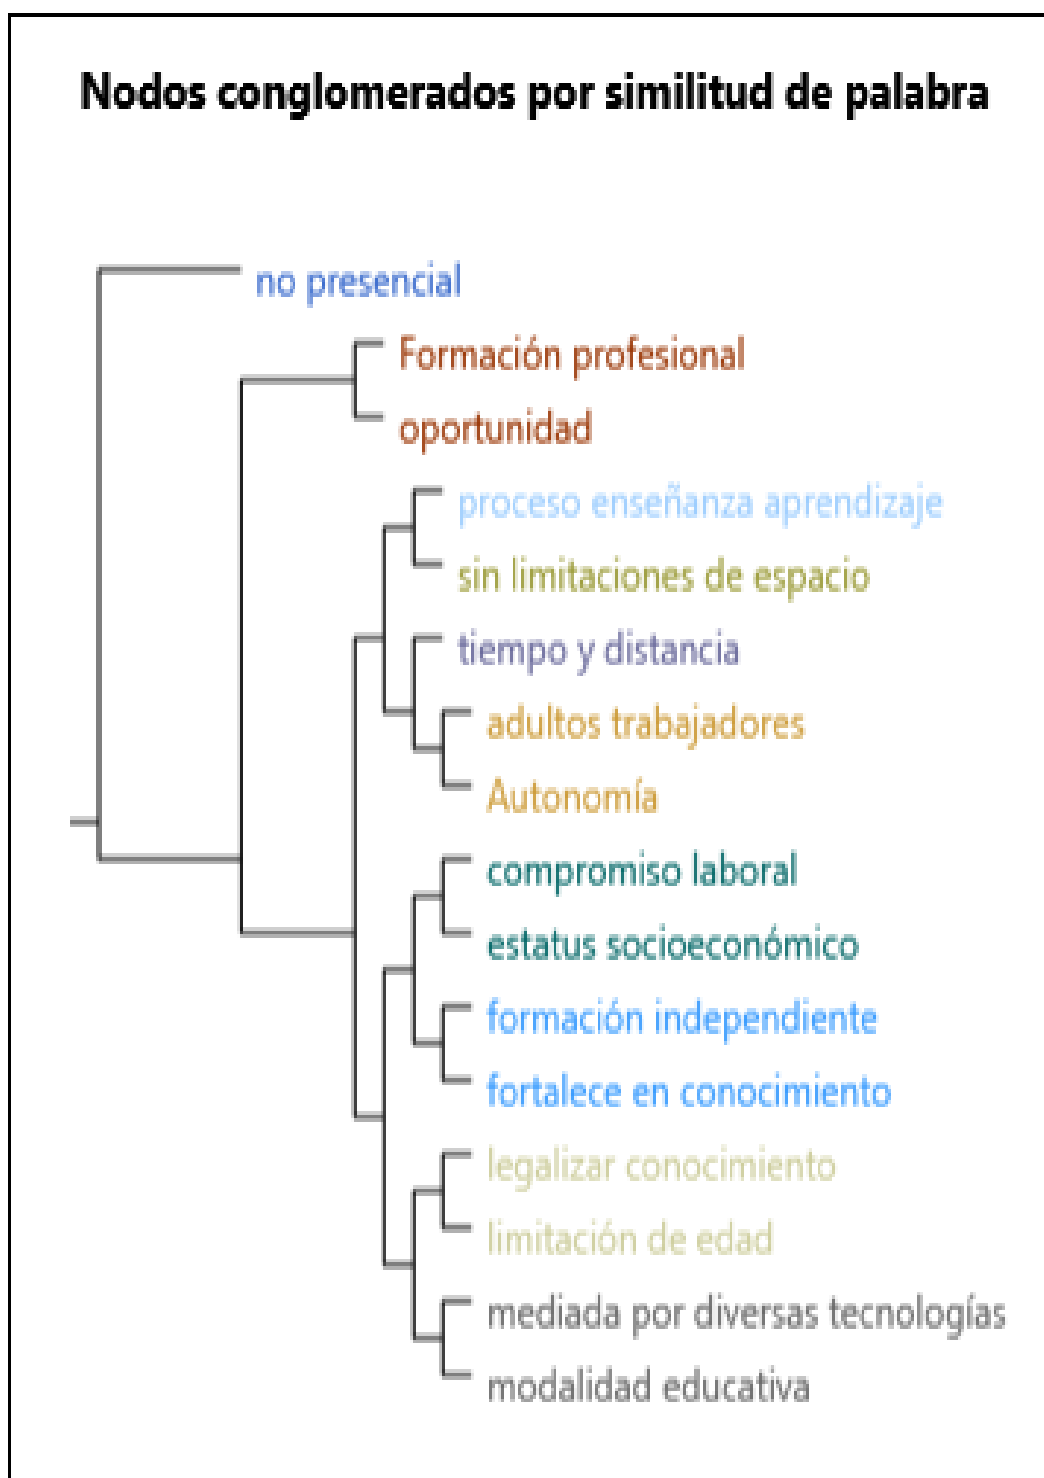 Nodos conglomerados por similitud de palabra
no presencial
Formación profesional
oportunidad
proceso enseñanza aprendizaje
sin limitaciones de espacio
tiempo y distancia
adultos trabajadores
Autonomía
compromiso laboral
estatus socioeconómico
formación independiente
fortalece en conocimiento
legalizar conocimiento
limitación de edad
mediada por diversas tecnologías
modalidad educativa